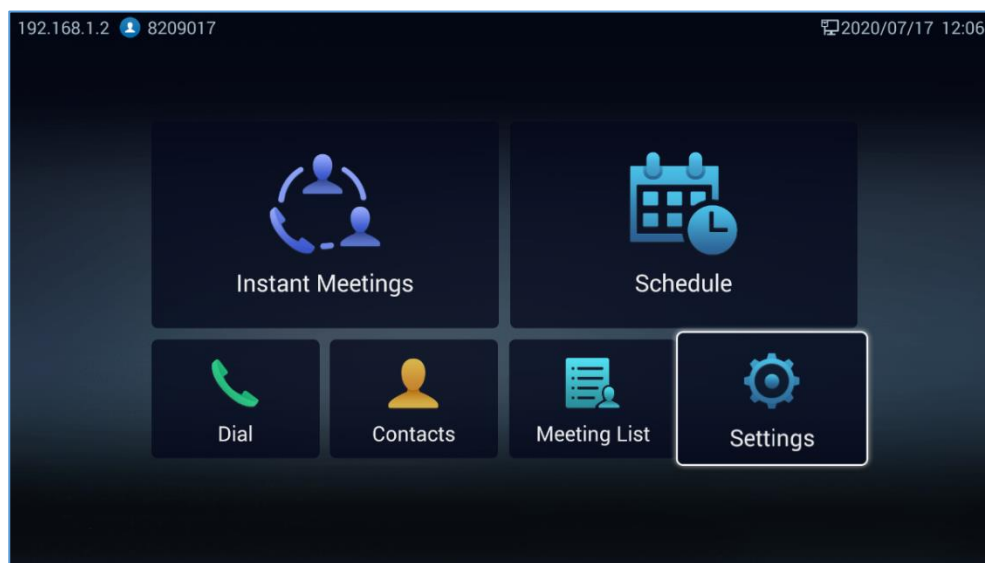 192.168.1.2 8209017 2020/07/17 12:06
Instant Meetings Schedule
Dial Contacts Meeting List Settings